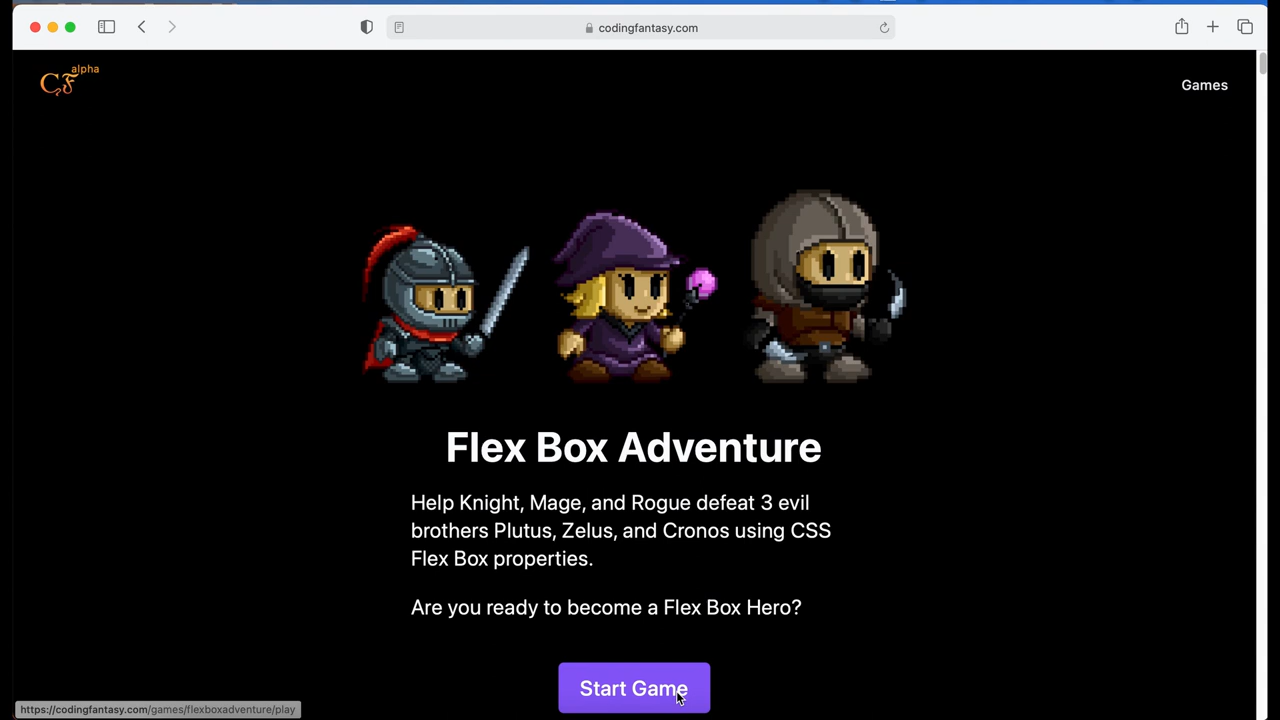 codingfantasy.com
CF alpha
Games
Flex Box Adventure
Help Knight, Mage, and Rogue defeat 3 evil
brothers Plutus, Zelus, and Cronos using CSS
Flex Box properties.
Are you ready to become a Flex Box Hero?
Start Game
https://codingfantasy.com/games/flexboxadventure/play